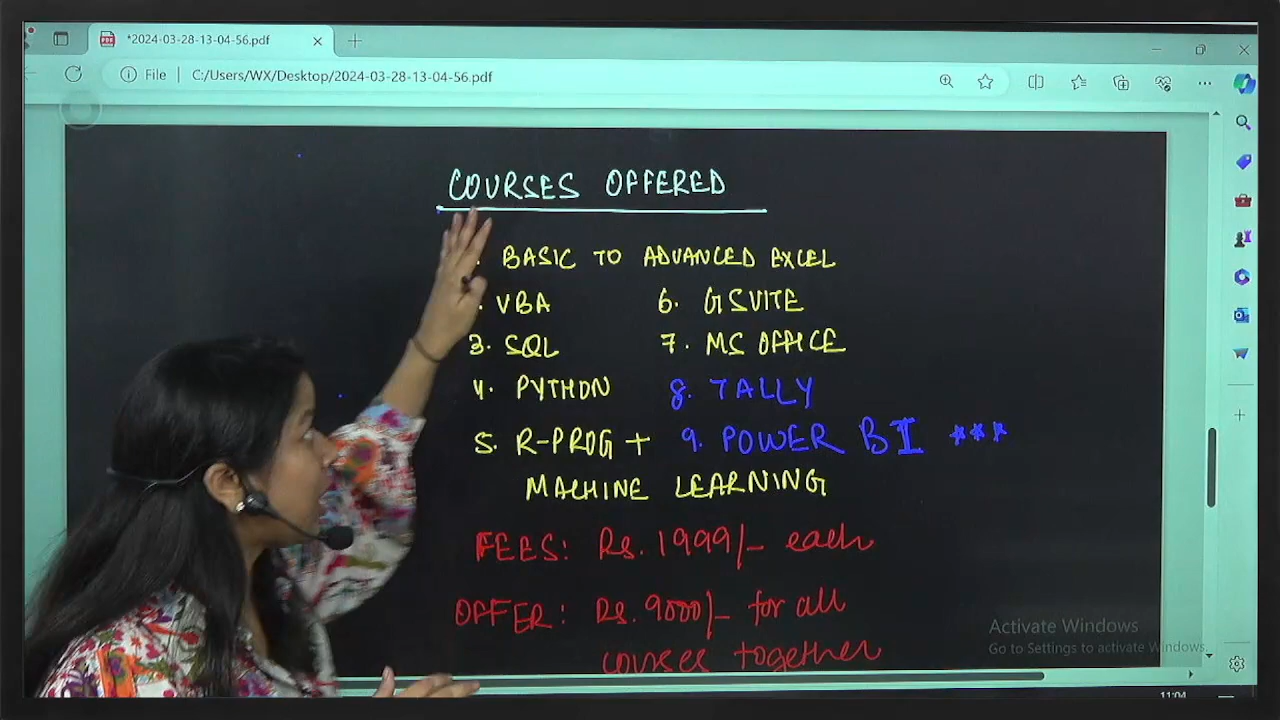 *2024-03-28-13-04-56.pdf
File | C:/Users/WX/Desktop/2024-03-28-13-04-56.pdf
COURSES OFFERED
BASIC TO ADVANCED EXCEL
VBA 6. GSUITE
3. SQL 7. MS OFFICE
4. PYTHON 8. TALLY
5. R-PROG + 9. POWER BI ***
MACHINE LEARNING
FEES: Rs. 1999/- each
OFFER: Rs. 9000/- for all
courses together
Activate Windows
Go to Settings to activate Windows.
11:04